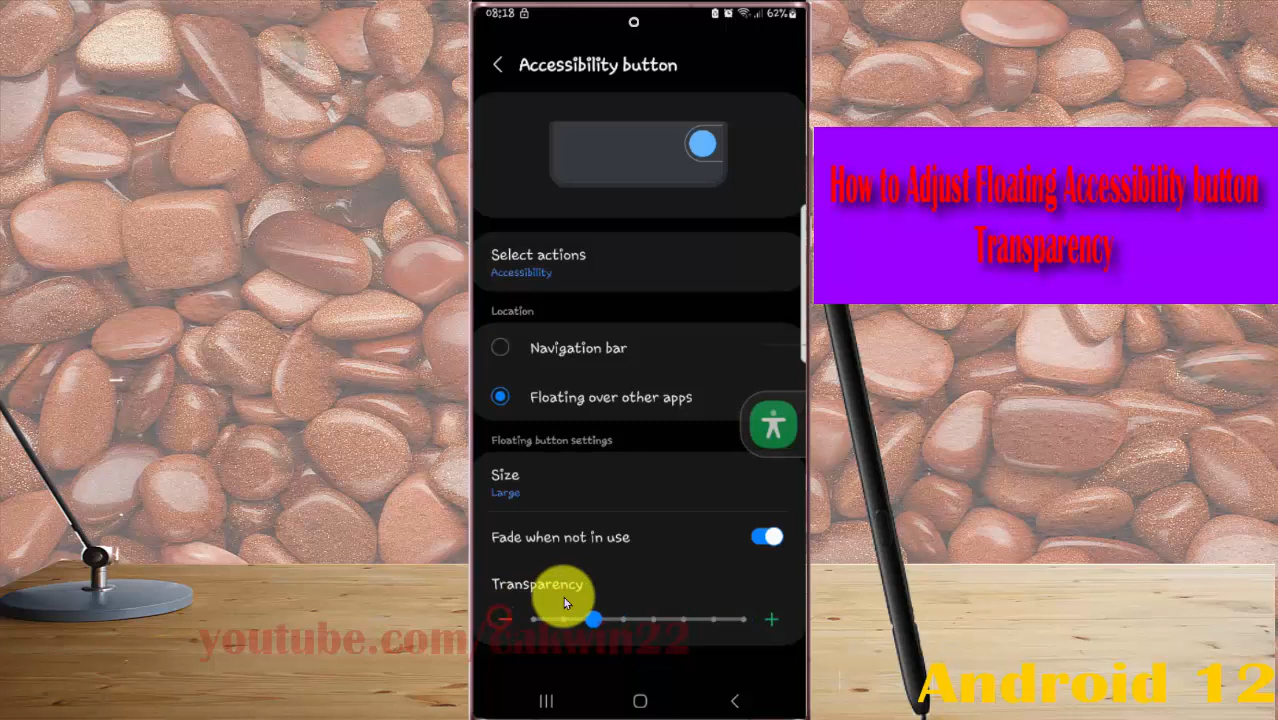 08:18
62%
Accessibility button
Select actions
Accessibility
Location
Navigation bar
Floating over other apps
Floating button settings
Size
Large
Fade when not in use
Transparency
How to Adjust Floating Accessibility button
Transparency
youtube.com/cakwin22
Android 12